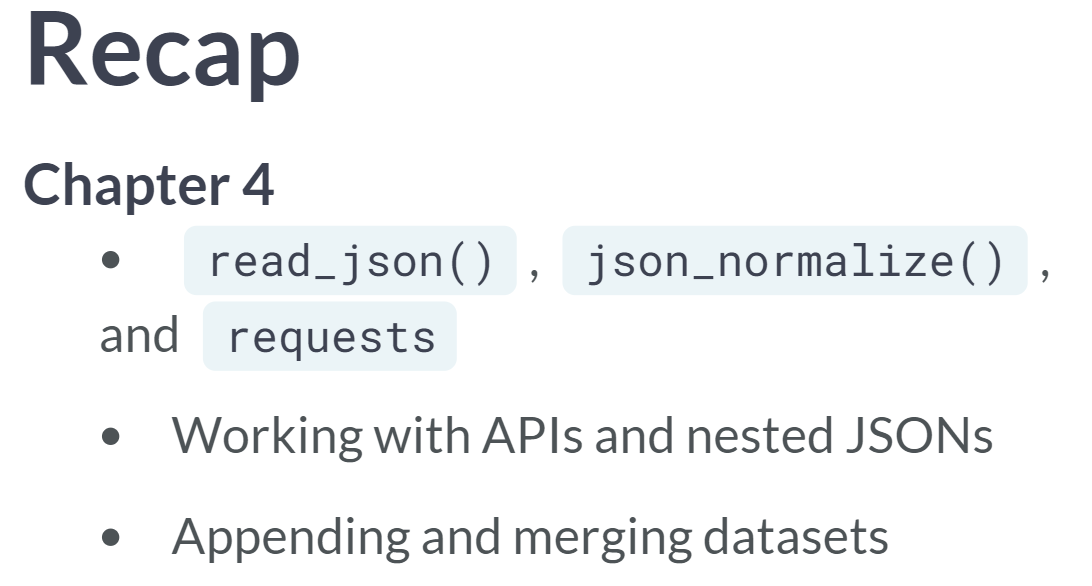 Recap
Chapter 4
• read_json() , json_normalize() ,
and requests
• Working with APIs and nested JSONs
• Appending and merging datasets